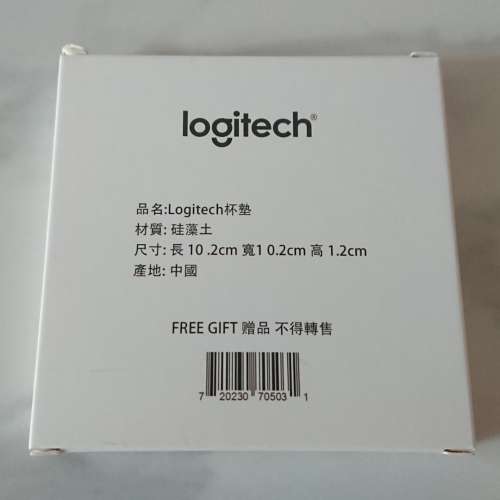 logitech®
品名:Logitech杯墊
材質: 硅藻土
尺寸: 長 10 .2cm 寬1 0.2cm 高 1.2cm
產地: 中國
FREE GIFT 赠品 不得轉售
7 20230 70503 1